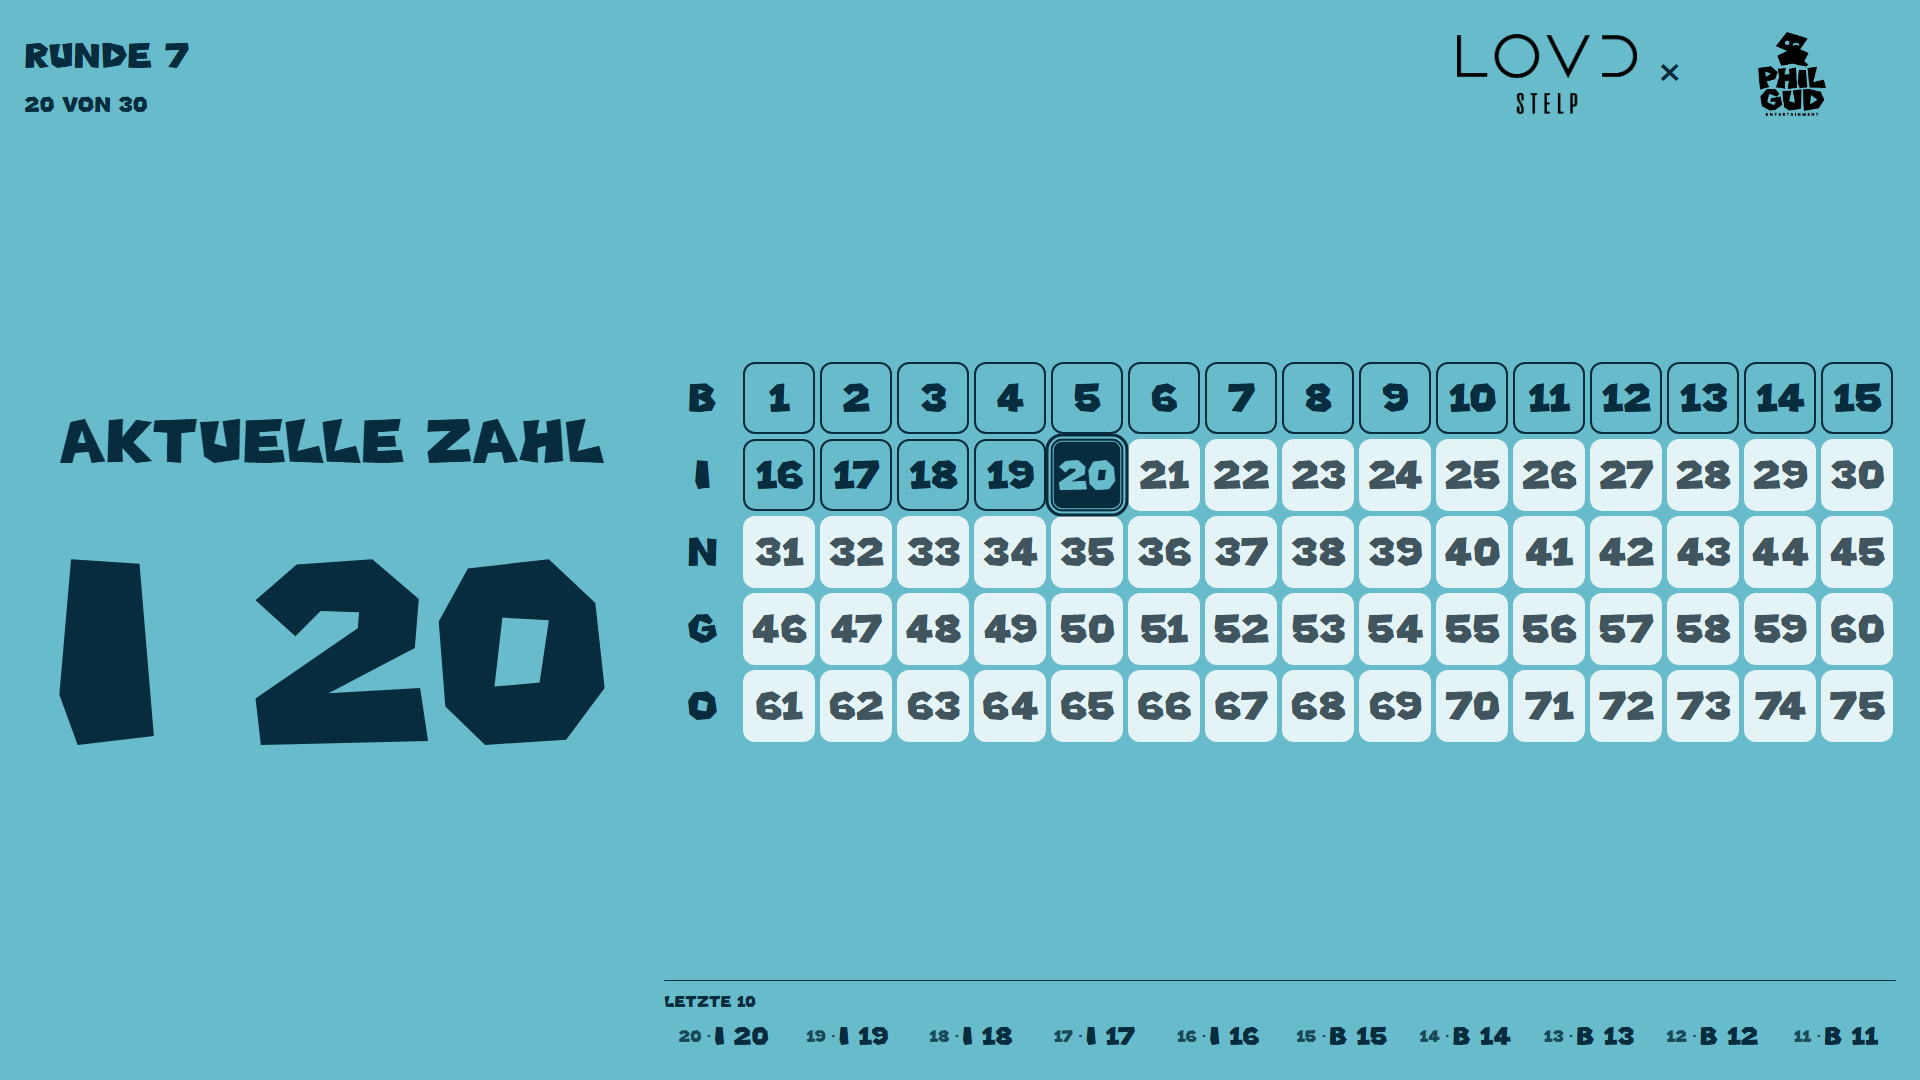 RUNDE 7
20 VON 30
LOVD
STELP
×
PHIL
GUD
ENTERTAINMENT
AKTUELLE ZAHL
I 20
B 1 2 3 4 5 6 7 8 9 10 11 12 13 14 15
I 16 17 18 19 20 21 22 23 24 25 26 27 28 29 30
N 31 32 33 34 35 36 37 38 39 40 41 42 43 44 45
G 46 47 48 49 50 51 52 53 54 55 56 57 58 59 60
O 61 62 63 64 65 66 67 68 69 70 71 72 73 74 75
LETZTE 10
20 · I 20 19 · I 19 18 · I 18 17 · I 17 16 · I 16 15 · B 15 14 · B 14 13 · B 13 12 · B 12 11 · B 11